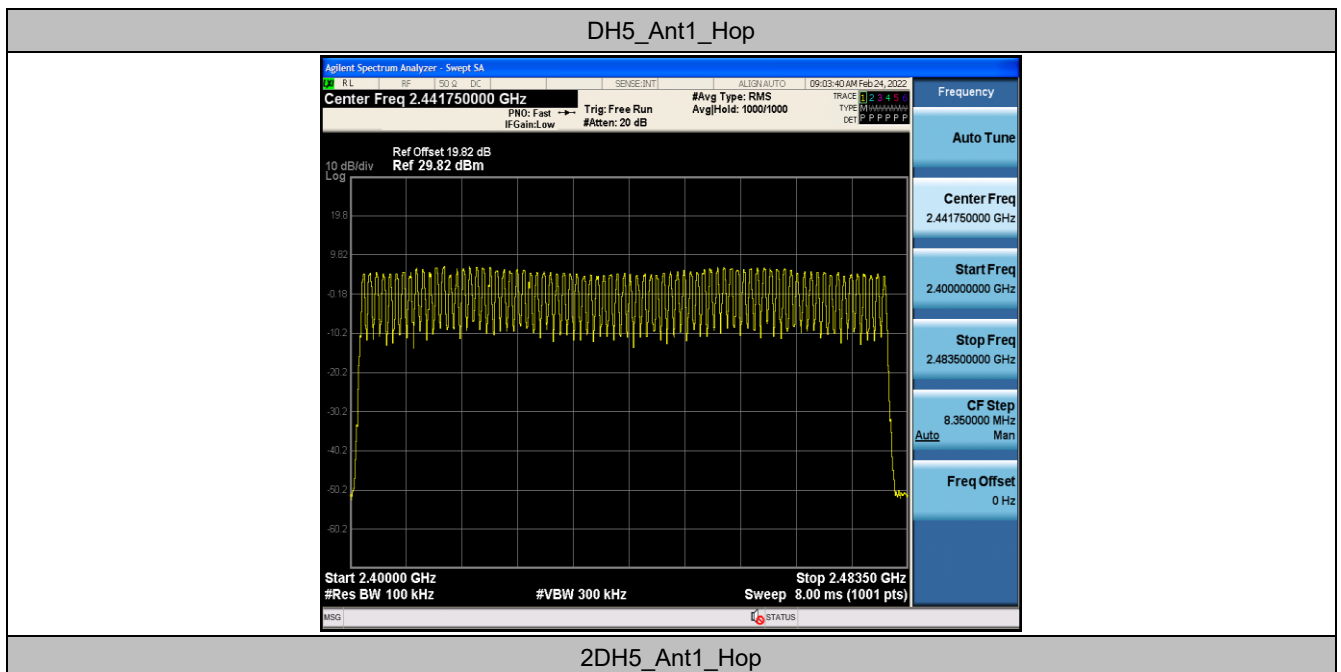 DH5_Ant1_Hop
Agilent Spectrum Analyzer - Swept SA
RL RF 50 Ω DC SENSE:INT ALIGN AUTO 09:03:40 AM Feb 24, 2022
Center Freq 2.441750000 GHz
PNO: Fast
IFGain:Low
Trig: Free Run
#Atten: 20 dB
#Avg Type: RMS
Avg|Hold: 1000/1000
TRACE 1 2 3 4 5 6
TYPE M
DET P P P P P P
Ref Offset 19.82 dB
10 dB/div Ref 29.82 dBm
Log
19.8
9.82
-0.18
-10.2
-20.2
-30.2
-40.2
-50.2
-60.2
Start 2.40000 GHz Stop 2.48350 GHz
#Res BW 100 kHz #VBW 300 kHz Sweep 8.00 ms (1001 pts)
MSG STATUS
Frequency
Auto Tune
Center Freq
2.441750000 GHz
Start Freq
2.400000000 GHz
Stop Freq
2.483500000 GHz
CF Step
8.350000 MHz
Auto Man
Freq Offset
0 Hz
2DH5_Ant1_Hop